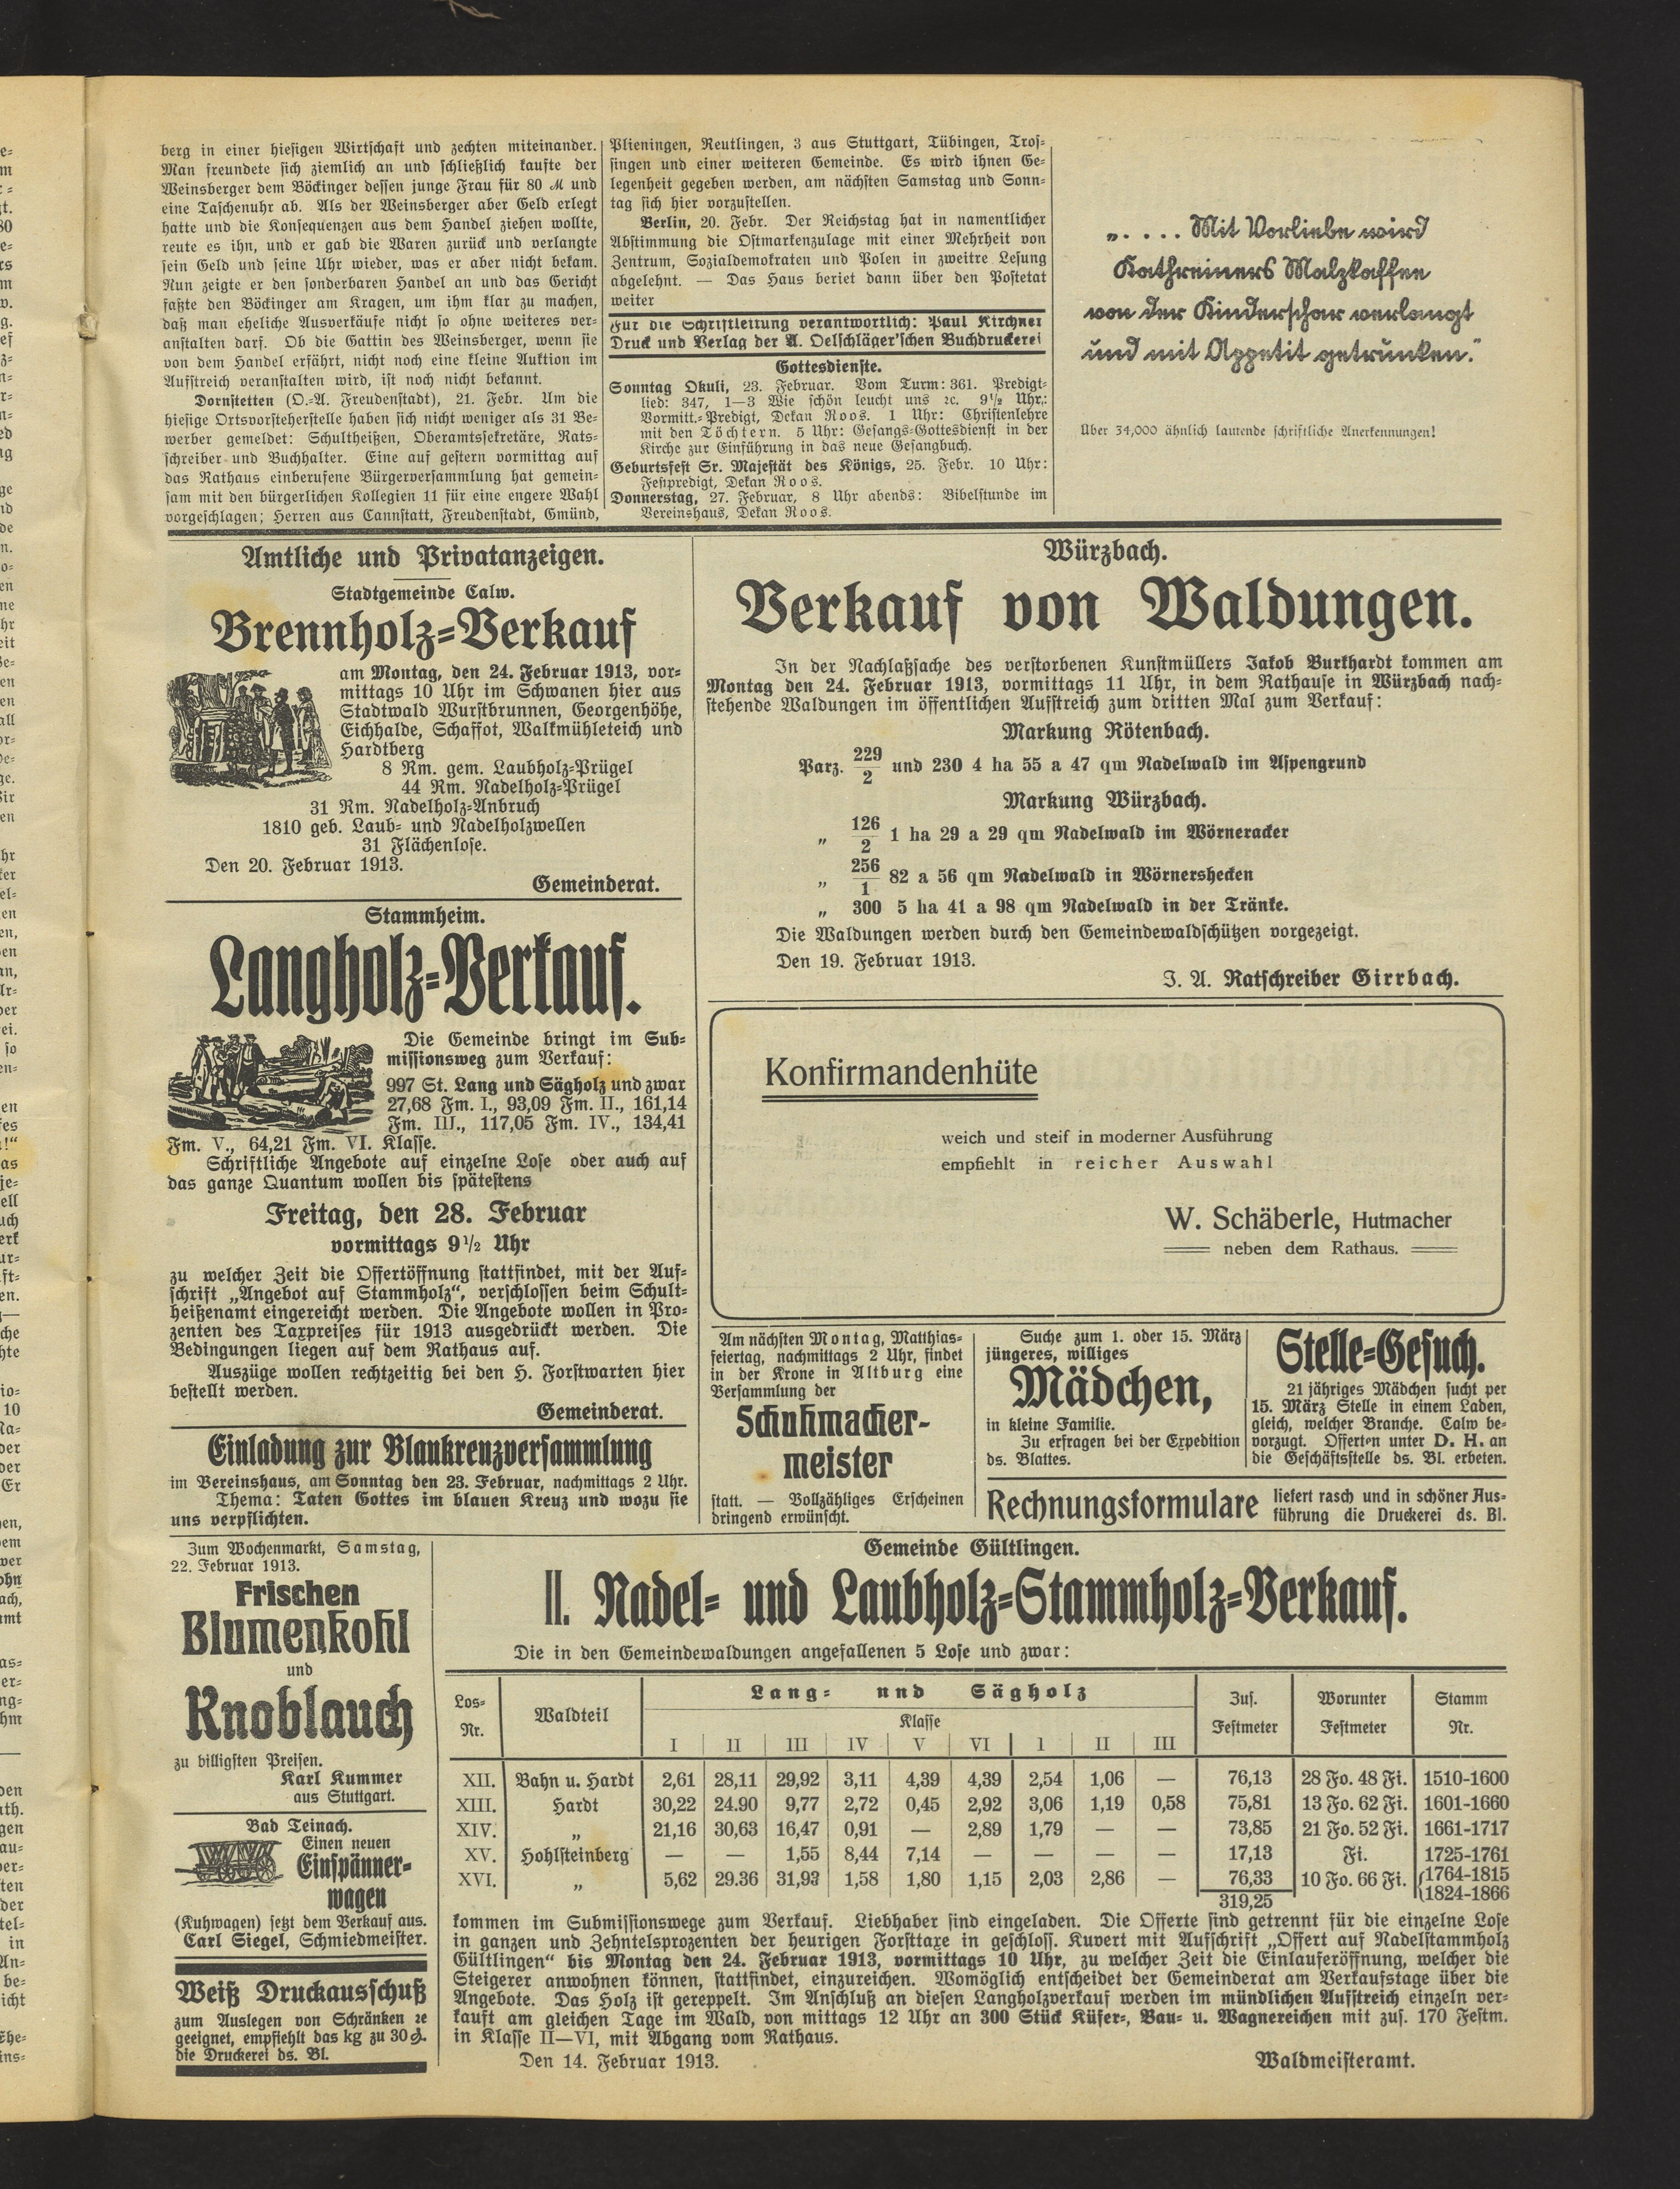 berg in einer hiesigen Wirtschaft und zechten miteinander.
Man freundete sich ziemlich an und schließlich kaufte der
Weinsberger dem Böckinger dessen junge Frau für 80 ℳ und
eine Taschenuhr ab. Als der Weinsberger aber Geld erlegt
hatte und die Konsequenzen aus dem Handel ziehen wollte,
reute es ihn, und er gab die Waren zurück und verlangte
sein Geld und seine Uhr wieder, was er aber nicht bekam.
Nun zeigte er den sonderbaren Handel an und das Gericht
faßte den Böckinger am Kragen, um ihm klar zu machen,
daß man eheliche Ausverkäufe nicht so ohne weiteres ver-
anstalten darf. Ob die Gattin des Weinsberger, wenn sie
von dem Handel erfährt, nicht noch eine kleine Auktion im
Aufstreich veranstalten wird, ist noch nicht bekannt.
Dornstetten (O.-A. Freudenstadt), 21. Febr. Um die
hiesige Ortsvorsteherstelle haben sich nicht weniger als 31 Be-
werber gemeldet: Schultheißen, Oberamtssekretäre, Rats-
schreiber und Buchhalter. Eine auf gestern vormittag auf
das Rathaus einberufene Bürgerversammlung hat gemein-
sam mit den bürgerlichen Kollegien 11 für eine engere Wahl
vorgeschlagen; Herren aus Cannstatt, Freudenstadt, Gmünd,
Plieningen, Reutlingen, 3 aus Stuttgart, Tübingen, Tros-
singen und einer weiteren Gemeinde. Es wird ihnen Ge-
legenheit gegeben werden, am nächsten Samstag und Sonn-
tag sich hier vorzustellen.
Berlin, 20. Febr. Der Reichstag hat in namentlicher
Abstimmung die Ostmarkenzulage mit einer Mehrheit von
Zentrum, Sozialdemokraten und Polen in zweitre Lesung
abgelehnt. — Das Haus beriet dann über den Postetat
weiter
Für die Schriftleitung verantwortlich: Paul Kirchner
Druck und Verlag der A. Oelschläger'schen Buchdruckerei
Gottesdienste.
Sonntag Okuli, 23. Februar. Vom Turm: 361. Predigt-
lied: 347, 1—3 Wie schön leucht uns ꝛc. 9½ Uhr:
Vormitt.-Predigt, Dekan Roos. 1 Uhr: Christenlehre
mit den Töchtern. 5 Uhr: Gesangs-Gottesdienst in der
Kirche zur Einführung in das neue Gesangbuch.
Geburtsfest Sr. Majestät des Königs, 25. Febr. 10 Uhr:
Festpredigt, Dekan Roos.
Donnerstag, 27. Februar, 8 Uhr abends: Bibelstunde im
Vereinshaus, Dekan Roos.
„. . . . Mit Vorliebe wird
Kathreiners Malzkaffee
von der Kinderschar verlangt
und mit Appetit getrunken.“
Über 34,000 ähnlich lautende schriftliche Anerkennungen!
Amtliche und Privatanzeigen.
Stadtgemeinde Calw.
Brennholz-Verkauf
am Montag, den 24. Februar 1913, vor-
mittags 10 Uhr im Schwanen hier aus
Stadtwald Wurstbrunnen, Georgenhöhe,
Eichhalde, Schaffot, Walkmühleteich und
Hardtberg
8 Rm. gem. Laubholz-Prügel
44 Rm. Nadelholz-Prügel
31 Rm. Nadelholz-Anbruch
1810 geb. Laub- und Nadelholzwellen
31 Flächenlose.
Den 20. Februar 1913.
Gemeinderat.
Stammheim.
Langholz-Verkauf.
Die Gemeinde bringt im Sub-
missionsweg zum Verkauf:
997 St. Lang und Sägholz und zwar
27,68 Fm. I., 93,09 Fm. II., 161,14
Fm. III., 117,05 Fm. IV., 134,41
Fm. V., 64,21 Fm. VI. Klasse.
Schriftliche Angebote auf einzelne Lose oder auch auf
das ganze Quantum wollen bis spätestens
Freitag, den 28. Februar
vormittags 9½ Uhr
zu welcher Zeit die Offertöffnung stattfindet, mit der Auf-
schrift „Angebot auf Stammholz“, verschlossen beim Schult-
heißenamt eingereicht werden. Die Angebote wollen in Pro-
zenten des Taxpreises für 1913 ausgedrückt werden. Die
Bedingungen liegen auf dem Rathaus auf.
Auszüge wollen rechtzeitig bei den H. Forstwarten hier
bestellt werden.
Gemeinderat.
Einladung zur Blaukreuzversammlung
im Vereinshaus, am Sonntag den 23. Februar, nachmittags 2 Uhr.
Thema: Taten Gottes im blauen Kreuz und wozu sie
uns verpflichten.
Würzbach.
Verkauf von Waldungen.
In der Nachlaßsache des verstorbenen Kunstmüllers Jakob Burkhardt kommen am
Montag den 24. Februar 1913, vormittags 11 Uhr, in dem Rathause in Würzbach nach-
stehende Waldungen im öffentlichen Aufstreich zum dritten Mal zum Verkauf:
Markung Rötenbach.
Parz. 229/2 und 230 4 ha 55 a 47 qm Nadelwald im Aspengrund
Markung Würzbach.
„ 126/2 1 ha 29 a 29 qm Nadelwald im Wörneracker
„ 256/1 82 a 56 qm Nadelwald in Wörnershecken
„ 300 5 ha 41 a 98 qm Nadelwald in der Tränke.
Die Waldungen werden durch den Gemeindewaldschützen vorgezeigt.
Den 19. Februar 1913.
I. A. Ratschreiber Girrbach.
Konfirmandenhüte
weich und steif in moderner Ausführung
empfiehlt in reicher Auswahl
W. Schäberle, Hutmacher
neben dem Rathaus.
Am nächsten Montag, Matthias-
feiertag, nachmittags 2 Uhr, findet
in der Krone in Altburg eine
Versammlung der
Schuhmacher-
meister
statt. — Vollzähliges Erscheinen
dringend erwünscht.
Suche zum 1. oder 15. März
jüngeres, williges
Mädchen,
in kleine Familie.
Zu erfragen bei der Expedition
ds. Blattes.
Stelle-Gesuch.
21 jähriges Mädchen sucht per
15. März Stelle in einem Laden,
gleich, welcher Branche. Calw be-
vorzugt. Offerten unter D. H. an
die Geschäftsstelle ds. Bl. erbeten.
Rechnungsformulare liefert rasch und in schöner Aus-
führung die Druckerei ds. Bl.
Zum Wochenmarkt, Samstag,
22. Februar 1913.
Frischen
Blumenkohl
und
Knoblauch
zu billigsten Preisen.
Karl Kummer
aus Stuttgart.
Bad Teinach.
Einen neuen
Einspänner-
wagen
(Kuhwagen) setzt dem Verkauf aus.
Carl Siegel, Schmiedmeister.
Weiß Druckausschuß
zum Auslegen von Schränken ꝛc
geeignet, empfiehlt das kg zu 30 ₰.
die Druckerei ds. Bl.
Gemeinde Gültlingen.
II. Nadel- und Laubholz-Stammholz-Verkauf.
Die in den Gemeindewaldungen angefallenen 5 Lose und zwar:
Los-Nr. Waldteil Lang- und Sägholz Zus. Festmeter Worunter Festmeter Stamm Nr.
Klasse
I II III IV V VI 1 II III
XII. Bahn u. Hardt 2,61 28,11 29,92 3,11 4,39 4,39 2,54 1,06 — 76,13 28 Fo. 48 Fi. 1510-1600
XIII. Hardt 30,22 24.90 9,77 2,72 0,45 2,92 3,06 1,19 0,58 75,81 13 Fo. 62 Fi. 1601-1660
XIV. „ 21,16 30,63 16,47 0,91 — 2,89 1,79 — — 73,85 21 Fo. 52 Fi. 1661-1717
XV. Hohlsteinberg — — 1,55 8,44 7,14 — — — — 17,13 Fi. 1725-1761
XVI. „ 5,62 29.36 31,93 1,58 1,80 1,15 2,03 2,86 — 76,33 10 Fo. 66 Fi. 1764-1815
1824-1866
319,25
kommen im Submissionswege zum Verkauf. Liebhaber sind eingeladen. Die Offerte sind getrennt für die einzelne Lose
in ganzen und Zehntelsprozenten der heurigen Forsttaxe in geschloss. Kuvert mit Aufschrift „Offert auf Nadelstammholz
Gültlingen“ bis Montag den 24. Februar 1913, vormittags 10 Uhr, zu welcher Zeit die Einlauferöffnung, welcher die
Steigerer anwohnen können, stattfindet, einzureichen. Womöglich entscheidet der Gemeinderat am Verkaufstage über die
Angebote. Das Holz ist gereppelt. Im Anschluß an diesen Langholzverkauf werden im mündlichen Aufstreich einzeln ver-
kauft am gleichen Tage im Wald, von mittags 12 Uhr an 300 Stück Küfer-, Bau- u. Wagnereichen mit zus. 170 Festm.
in Klasse II—VI, mit Abgang vom Rathaus.
Den 14. Februar 1913.
Waldmeisteramt.